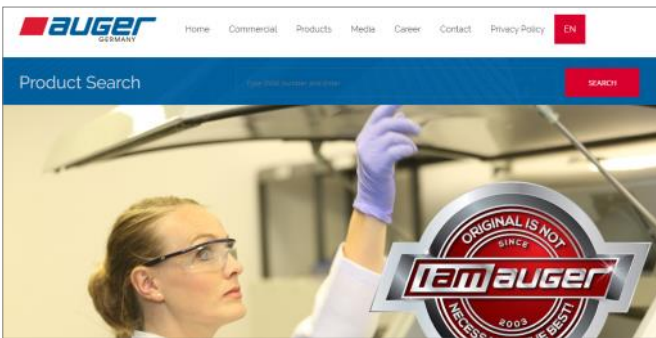 auger
GERMANY
Home Commercial Products Media Career Contact Privacy Policy EN
Product Search
SEARCH
ORIGINAL IS NOT
SINCE
I am auger
2003